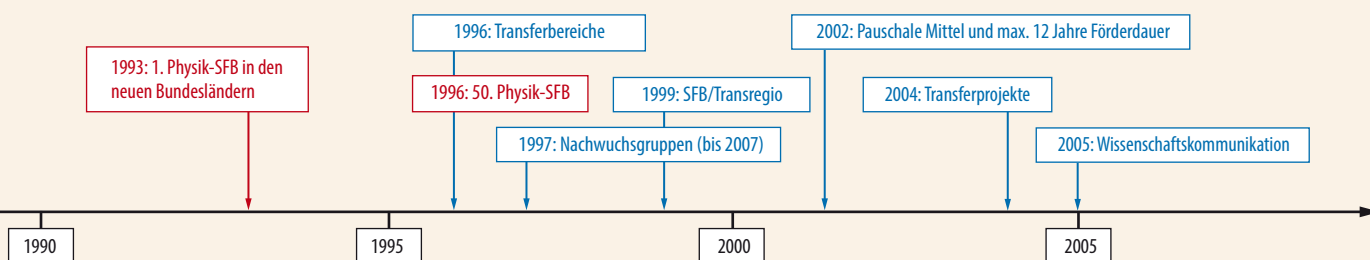 1996: Transferbereiche
2002: Pauschale Mittel und max. 12 Jahre Förderdauer
1993: 1. Physik-SFB in den
neuen Bundesländern
1996: 50. Physik-SFB
1999: SFB/Transregio
2004: Transferprojekte
1997: Nachwuchsgruppen (bis 2007)
2005: Wissenschaftskommunikation
1990
1995
2000
2005